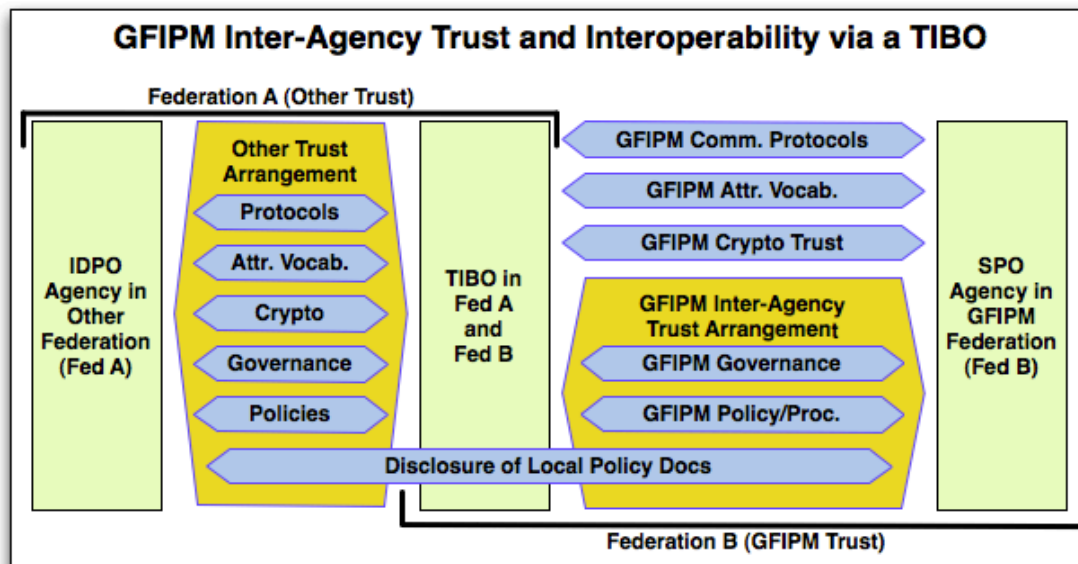 GFIPM Inter-Agency Trust and Interoperability via a TIBO
Federation A (Other Trust)
IDPO
Agency in
Other
Federation
(Fed A)
Other Trust
Arrangement
Protocols
Attr. Vocab.
Crypto
Governance
Policies
TIBO in
Fed A
and
Fed B
GFIPM Comm. Protocols
GFIPM Attr. Vocab.
GFIPM Crypto Trust
GFIPM Inter-Agency
Trust Arrangement
GFIPM Governance
GFIPM Policy/Proc.
Disclosure of Local Policy Docs
SPO
Agency in
GFIPM
Federation
(Fed B)
Federation B (GFIPM Trust)